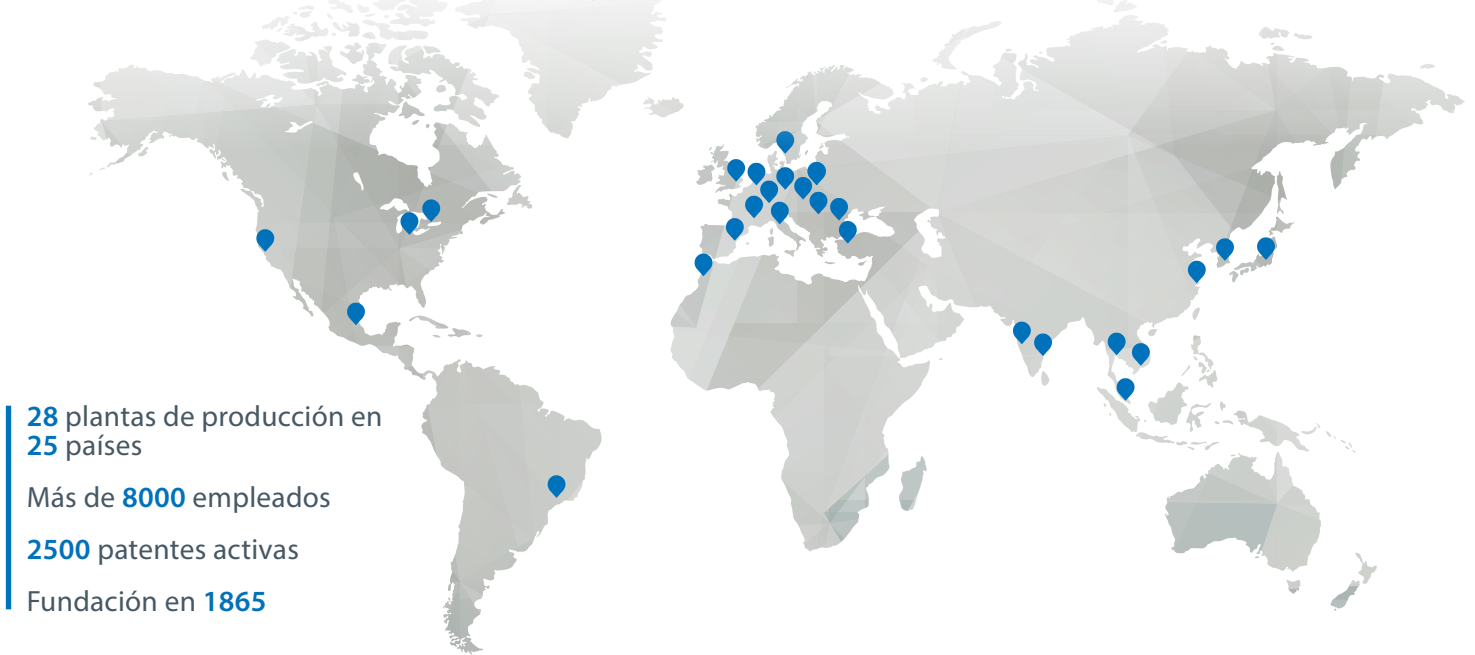 28 plantas de producción en
25 países
Más de 8000 empleados
2500 patentes activas
Fundación en 1865